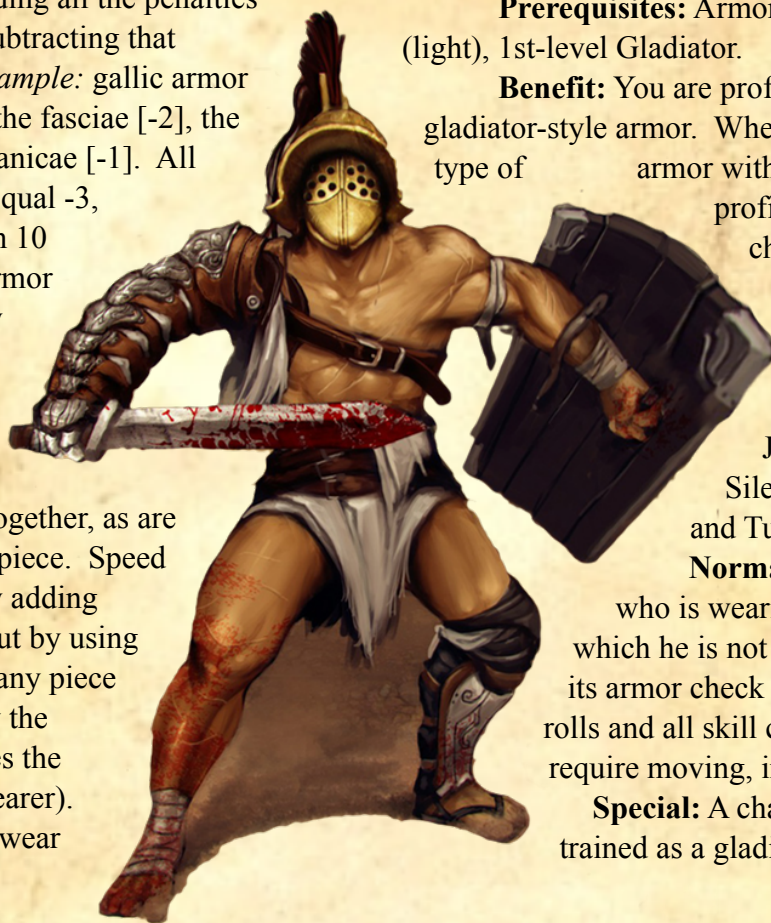 ding all the penalties
ubtracting that
ample: gallic armor
the fasciae [-2], the
anicae [-1]. All
qual -3,
n 10
rmor
y
ogether, as are
piece. Speed
y adding
ut by using
any piece
y the
es the
earer).
wear
Prerequisites: Armor
(light), 1st-level Gladiator.
Benefit: You are prof
gladiator-style armor. Whe
type of armor with
profi
ch
J
Sile
and Tu
Norma
who is wear
which he is not
its armor check
rolls and all skill c
require moving, i
Special: A cha
trained as a gladi